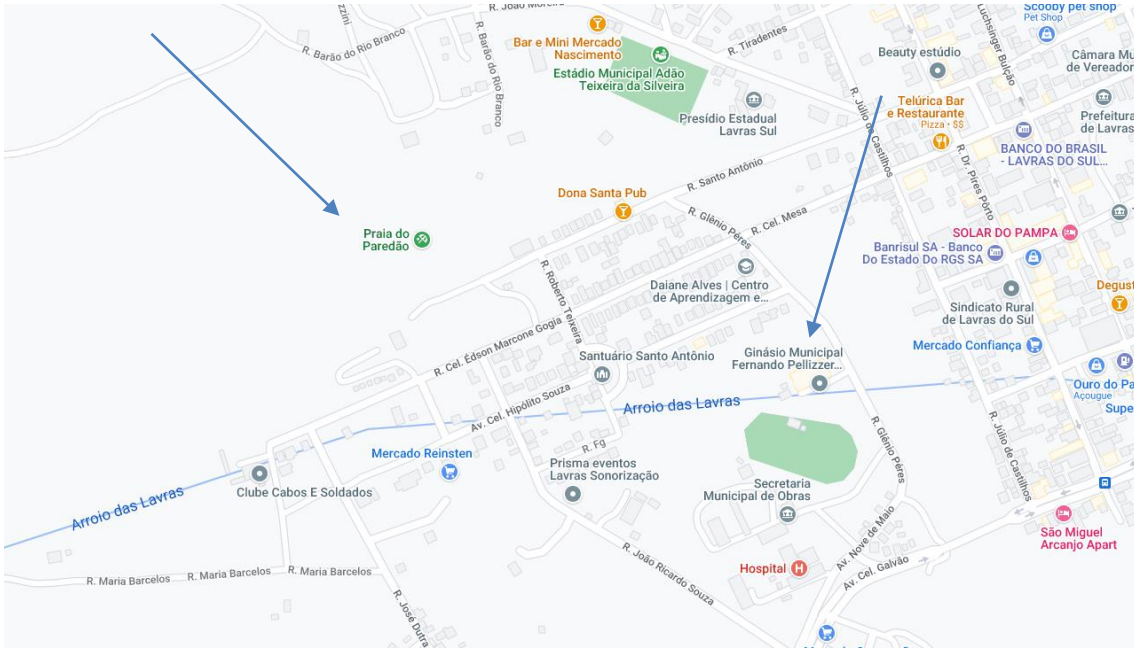 R. João Moreira
Scooby pet shop
Pet Shop
R. Barão do Rio Branco
R. Barão do Rio Branco
Bar e Mini Mercado
Nascimento
Estádio Municipal Adão
Teixeira da Silveira
R. Tiradentes
Beauty estúdio
Câmara Mu
de Vereador
Presídio Estadual
Lavras Sul
R. Júlio de Castilhos
Telúrica Bar
e Restaurante
Pizza · $$
Prefeitura
de Lavras
BANCO DO BRASIL
- LAVRAS DO SUL...
R. Dr. Pires Pôrto
R. Santo Antônio
Dona Santa Pub
R. Glênio Péres
R. Cel. Mesa
Praia do
Paredão
SOLAR DO PAMPA
Banrisul SA - Banco
Do Estado Do RGS SA
R. Roberto Teixeira
Daiane Alves | Centro
de Aprendizagem e...
Degust
Sindicato Rural
de Lavras do Sul
R. Cel. Édson Marcone Gogia
Santuário Santo Antônio
Ginásio Municipal
Fernando Pellizzer...
Mercado Confiança
Ouro do Pa
Açougue
Supe
Av. Cel. Hipólito Souza
Arroio das Lavras
R. Glênio Péres
R. Júlio de Castilhos
R. Fg
Mercado Reinsten
Prisma eventos
Lavras Sonorização
Clube Cabos E Soldados
Secretaria
Municipal de Obras
Arroio das Lavras
Av. Nove de Maio
São Miguel
Arcanjo Apart
R. João Ricardo Souza
Hospital
H
Av. Cel. Galvão
R. Maria Barcelos
R. Maria Barcelos
R. Maria Barcelos
R. José Dutra